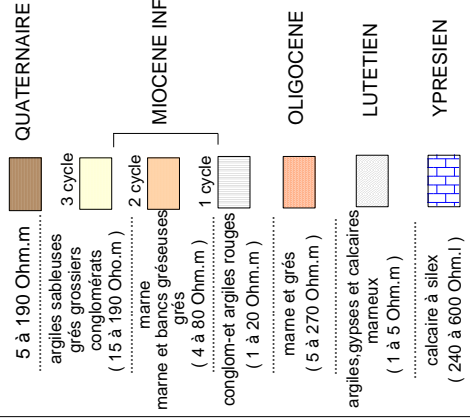 5 à 190 Ohm.m
QUATERNAIRE
argiles sableuses
grés grossiers
conglomérats
( 15 à 190 Oho.m )
3 cycle
marne
marne et bancs gréseuses
grés
( 4 à 80 Ohm.m )
2 cycle
MIOCENE INF
conglom-et argiles rouges
( 1 à 20 Ohm.m )
1 cycle
marne et grés
( 5 à 270 Ohm.m )
OLIGOCENE
argiles,gypses et calcaires
marneux
( 1 à 5 Ohm.m )
LUTETIEN
calcaire à silex
( 240 à 600 Ohm.l )
YPRESIEN